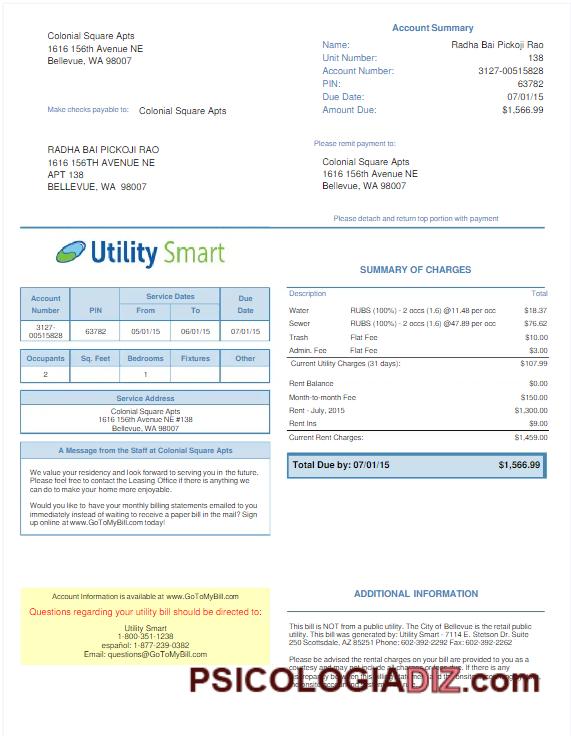 Colonial Square Apts
1616 156th Avenue NE
Bellevue, WA 98007
Account Summary
Name: Radha Bai Pickoji Rao
Unit Number: 138
Account Number: 3127-00515828
PIN: 63782
Due Date: 07/01/15
Amount Due: $1,566.99
Make checks payable to: Colonial Square Apts
RADHA BAI PICKOJI RAO
1616 156TH AVENUE NE
APT 138
BELLEVUE, WA 98007
Please remit payment to:
Colonial Square Apts
1616 156th Avenue NE
Bellevue, WA 98007
Please detach and return top portion with payment
Utility Smart
Account Number PIN Service Dates From To Due Date
3127-00515828 63782 05/01/15 06/01/15 07/01/15
Occupants Sq. Feet Bedrooms Fixtures Other
2 1
Service Address
Colonial Square Apts
1616 156th Avenue NE #138
Bellevue, WA 98007
A Message from the Staff at Colonial Square Apts
We value your residency and look forward to serving you in the future.
Please feel free to contact the Leasing Office if there is anything we
can do to make your home more enjoyable.
Would you like to have your monthly billing statements emailed to you
immediately instead of waiting to receive a paper bill in the mail? Sign
up online at www.GoToMyBill.com today!
SUMMARY OF CHARGES
Description Total
Water RUBS (100%) - 2 occs (1.6) @11.48 per occ $18.37
Sewer RUBS (100%) - 2 occs (1.6) @47.89 per occ $76.62
Trash Flat Fee $10.00
Admin. Fee Flat Fee $3.00
Current Utility Charges (31 days): $107.99
Rent Balance $0.00
Month-to-month Fee $150.00
Rent - July, 2015 $1,300.00
Rent Ins $9.00
Current Rent Charges: $1,459.00
Total Due by: 07/01/15 $1,566.99
Account Information is available at www.GoToMyBill.com
Questions regarding your utility bill should be directed to:
Utility Smart
1-800-351-1238
español: 1-877-239-0382
Email: questions@GoToMyBill.com
ADDITIONAL INFORMATION
This bill is NOT from a public utility. The City of Bellevue is the retail public
utility. This bill was generated by: Utility Smart - 7114 E. Stetson Dr. Suite
250 Scottsdale, AZ 85251 Phone: 602-392-2292 Fax: 602-392-2262
Please be advised the rental charges on your bill are provided to you as a
courtesy and may not include all charges
PSICOLOGIADIZ.com